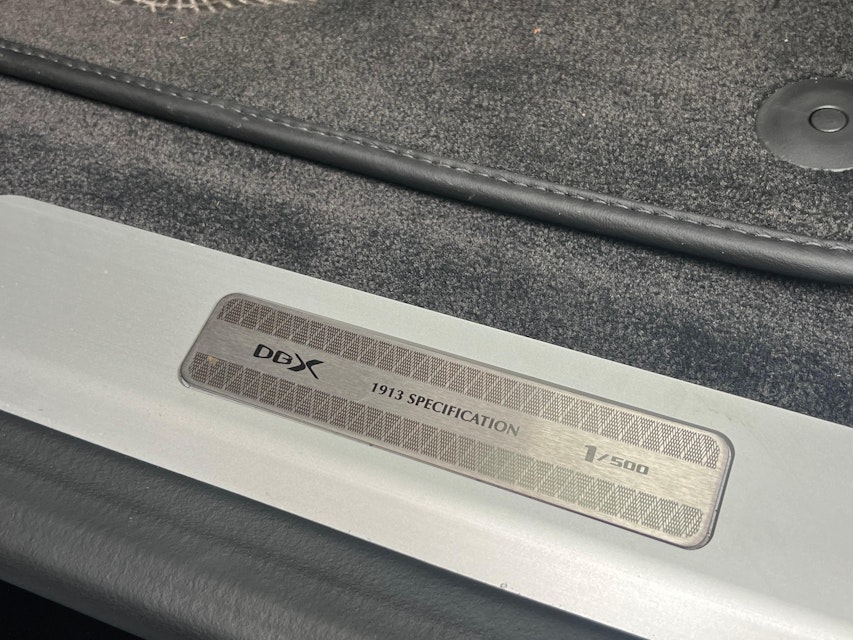 DBX
1913 SPECIFICATION
1/500